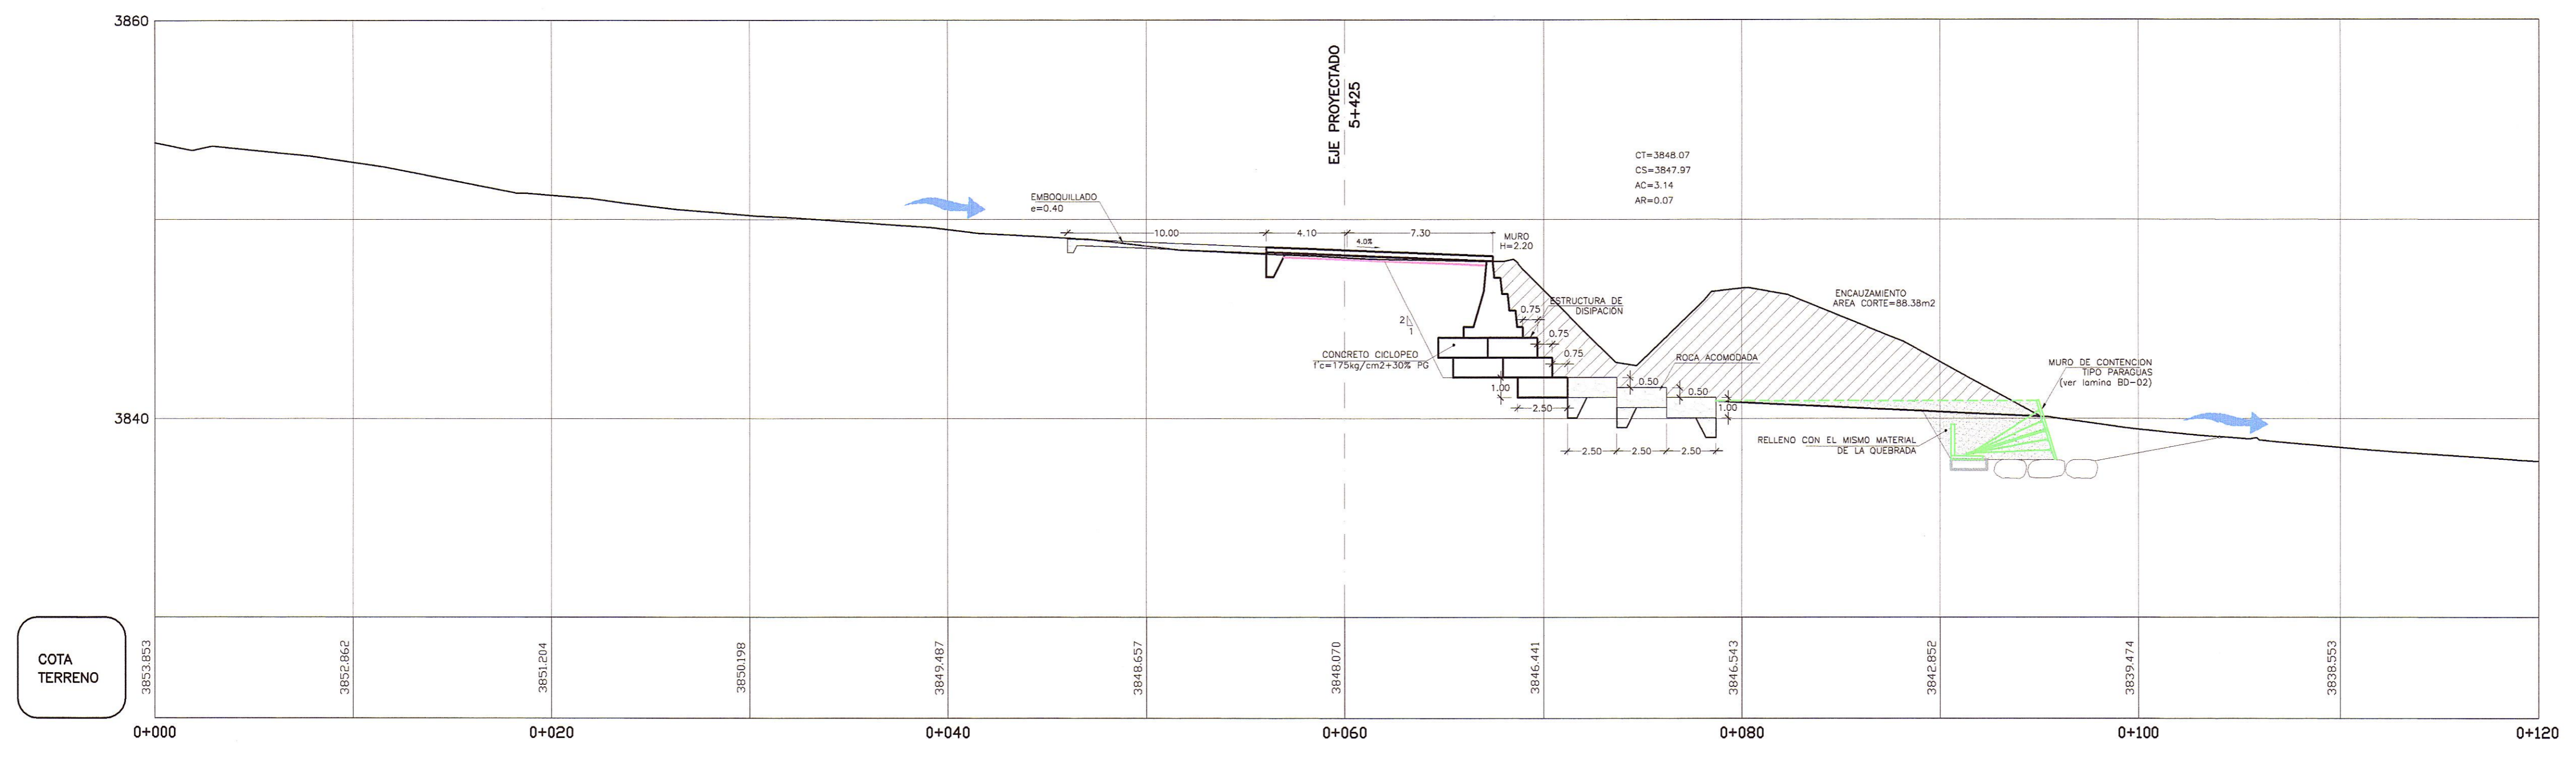 3860
EJE PROYECTADO
5+425
CT=3848.07
CS=3847.97
AC=3.14
AR=0.07
EMBOQUILLADO
e=0.40
10.00
4.10
7.30
4.0%
MURO
H=2.20
ENCAUZAMIENTO
AREA CORTE=88.38m2
ESTRUCTURA DE
DISIPACIÓN
0.75
0.75
0.75
2
1
CONCRETO CICLOPEO
f'c=175kg/cm2+30% PG
ROCA ACOMODADA
MURO DE CONTENCION
TIPO PARAGUAS
(ver lamina BD-02)
0.50
0.50
1.00
1.00
2.50
3840
RELLENO CON EL MISMO MATERIAL
DE LA QUEBRADA
2.50
2.50
2.50
COTA
TERRENO
3853.853
3852.862
3851.204
3850.198
3849.487
3848.657
3848.070
3846.441
3846.543
3842.852
3839.474
3838.553
0+000
0+020
0+040
0+060
0+080
0+100
0+120